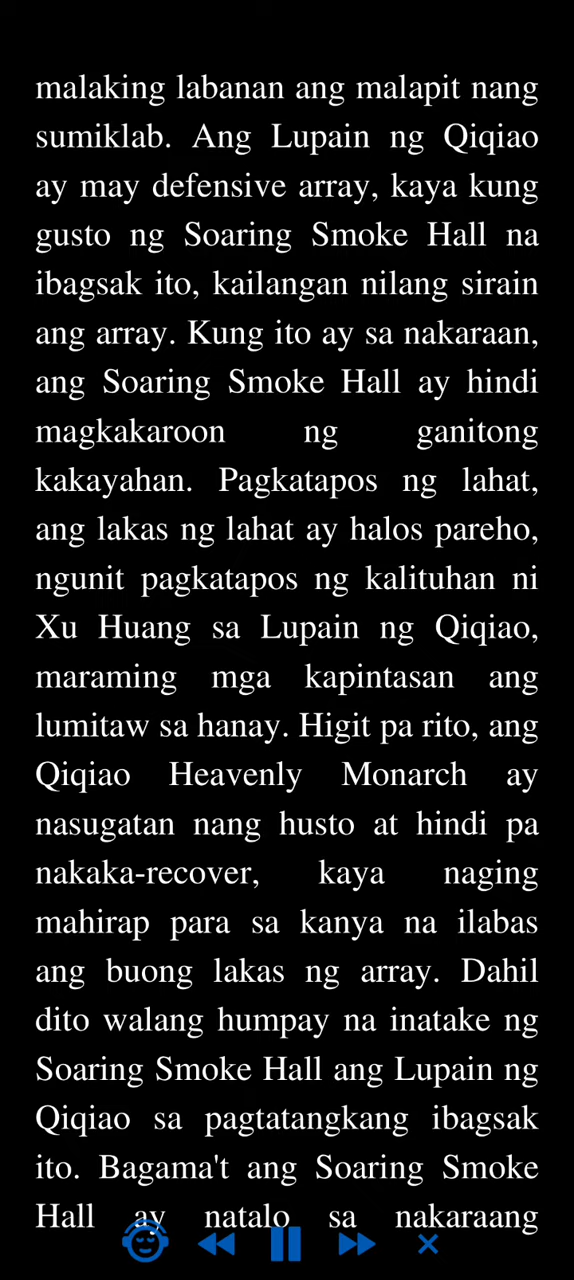 malaking labanan ang malapit nang
sumiklab. Ang Lupain ng Qiqiao
ay may defensive array, kaya kung
gusto ng Soaring Smoke Hall na
ibagsak ito, kailangan nilang sirain
ang array. Kung ito ay sa nakaraan,
ang Soaring Smoke Hall ay hindi
magkakaroon ng ganitong
kakayahan. Pagkatapos ng lahat,
ang lakas ng lahat ay halos pareho,
ngunit pagkatapos ng kalituhan ni
Xu Huang sa Lupain ng Qiqiao,
maraming mga kapintasan ang
lumitaw sa hanay. Higit pa rito, ang
Qiqiao Heavenly Monarch ay
nasugatan nang husto at hindi pa
nakaka-recover, kaya naging
mahirap para sa kanya na ilabas
ang buong lakas ng array. Dahil
dito walang humpay na inatake ng
Soaring Smoke Hall ang Lupain ng
Qiqiao sa pagtatangkang ibagsak
ito. Bagama't ang Soaring Smoke
Hall ay natalo sa nakaraang